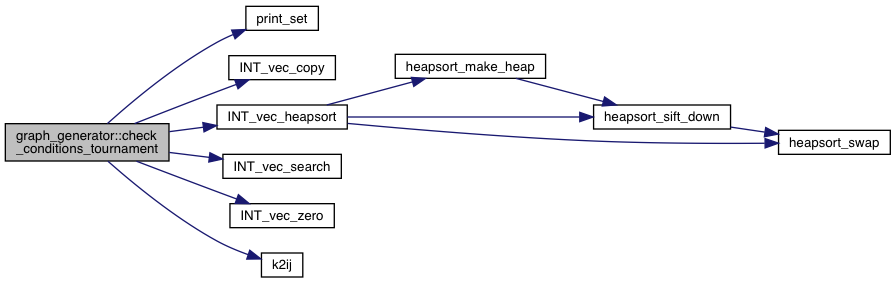 print_set
INT_vec_copy
heapsort_make_heap
INT_vec_heapsort
heapsort_sift_down
graph_generator::check
_conditions_tournament
heapsort_swap
INT_vec_search
INT_vec_zero
k2ij